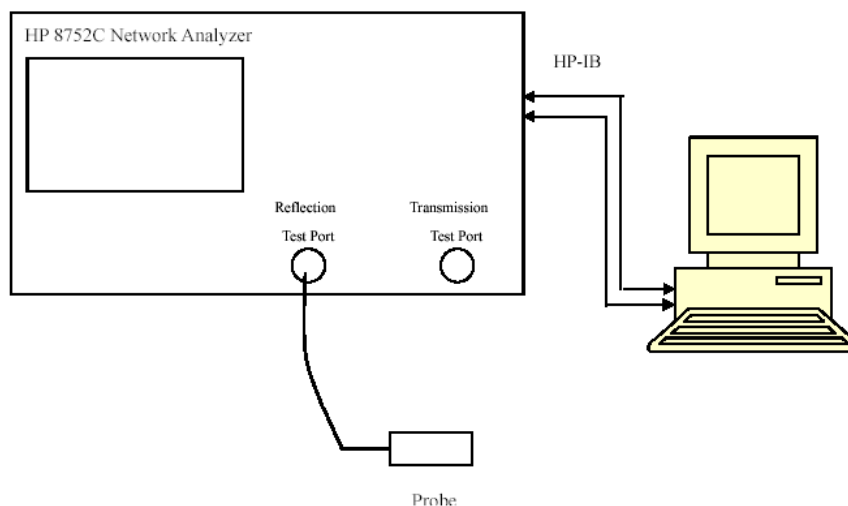 HP 8752C Network Analyzer
HP-IB
Reflection
Test Port
Transmission
Test Port
Probe